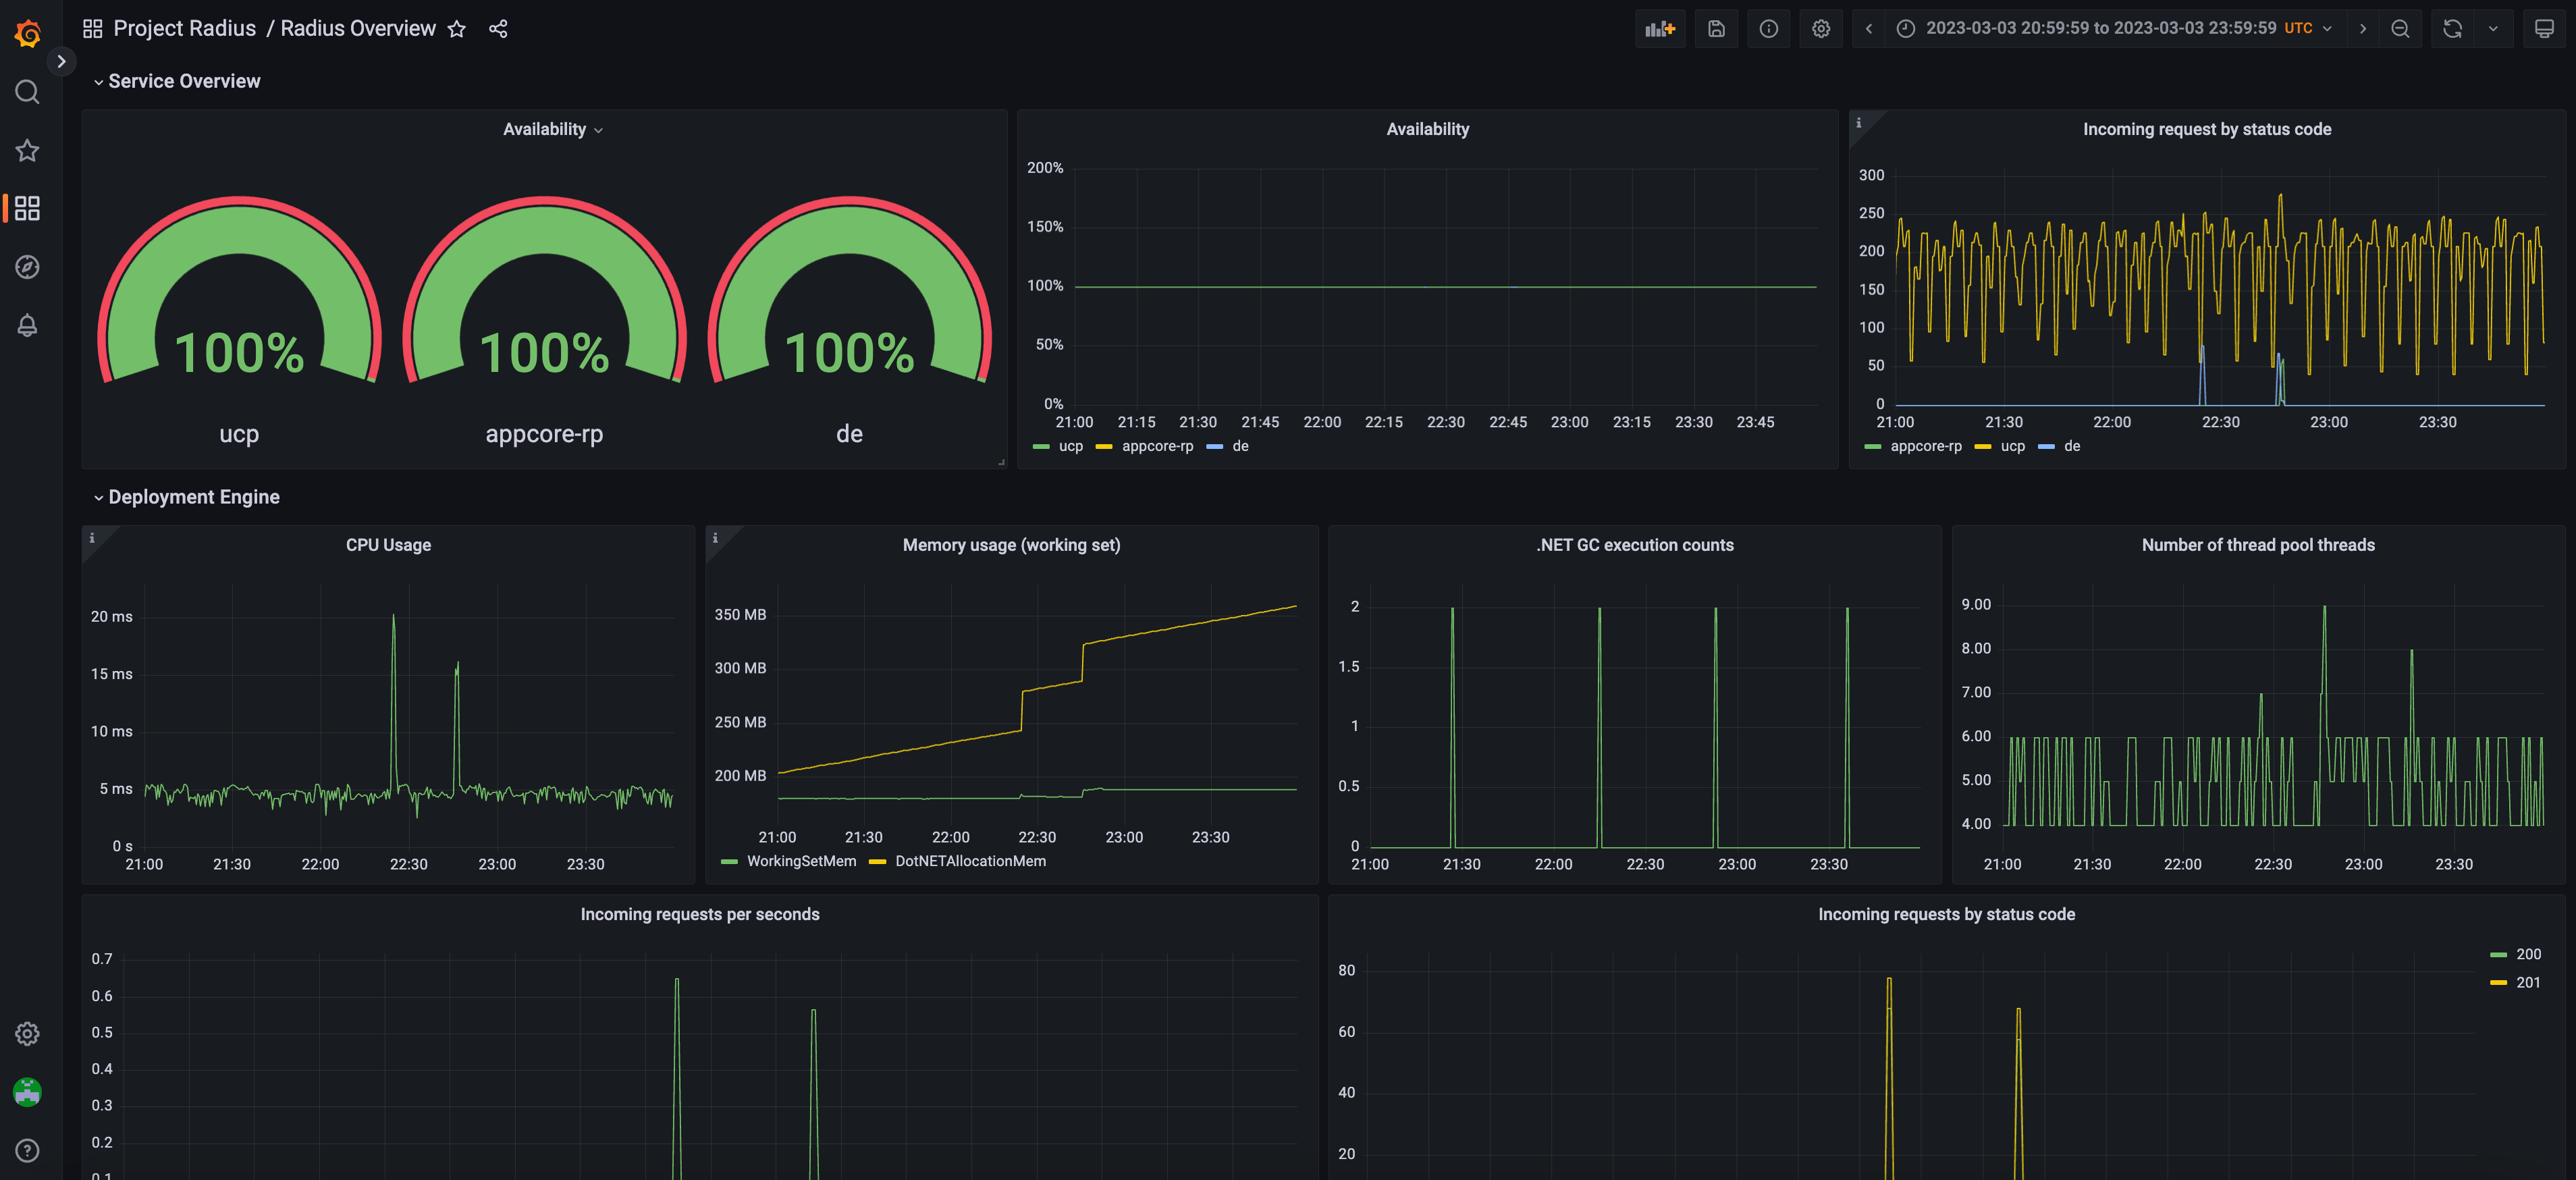 Project Radius / Radius Overview
2023-03-03 20:59:59 to 2023-03-03 23:59:59 UTC
Service Overview
Availability
100%
100%
100%
ucp
appcore-rp
de
Availability
200%
150%
100%
50%
0%
21:00 21:15 21:30 21:45 22:00 22:15 22:30 22:45 23:00 23:15 23:30 23:45
ucp appcore-rp de
i
Incoming request by status code
300
250
200
150
100
50
0
21:00 21:30 22:00 22:30 23:00 23:30
appcore-rp ucp de
Deployment Engine
i
CPU Usage
20 ms
15 ms
10 ms
5 ms
0 s
21:00 21:30 22:00 22:30 23:00 23:30
i
Memory usage (working set)
350 MB
300 MB
250 MB
200 MB
21:00 21:30 22:00 22:30 23:00 23:30
WorkingSetMem DotNETAllocationMem
.NET GC execution counts
2
1.5
1
0.5
0
21:00 21:30 22:00 22:30 23:00 23:30
Number of thread pool threads
9.00
8.00
7.00
6.00
5.00
4.00
21:00 21:30 22:00 22:30 23:00 23:30
Incoming requests per seconds
0.7
0.6
0.5
0.4
0.3
0.2
0.1
Incoming requests by status code
80
60
40
20
200
201